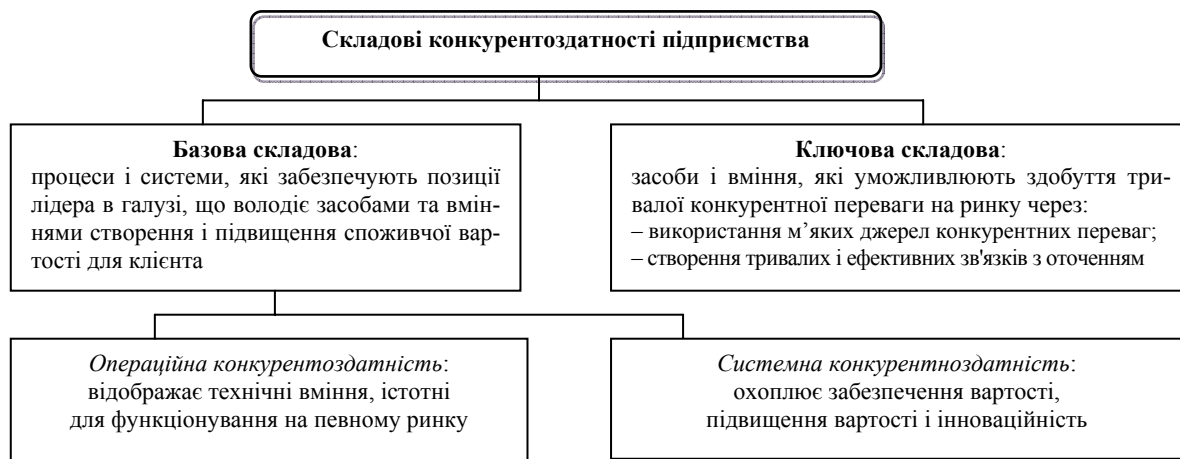 Складові конкурентоздатності підприємства
Базова складова:
процеси і системи, які забезпечують позиції
лідера в галузі, що володіє засобами та вмін-
нями створення і підвищення споживчої вар-
тості для клієнта
Ключова складова:
засоби і вміння, які уможливлюють здобуття три-
валої конкурентної переваги на ринку через:
– використання м’яких джерел конкурентних переваг;
– створення тривалих і ефективних зв'язків з оточенням
Операційна конкурентоздатність:
відображає технічні вміння, істотні
для функціонування на певному ринку
Системна конкурентноздатність:
охоплює забезпечення вартості,
підвищення вартості і інноваційність